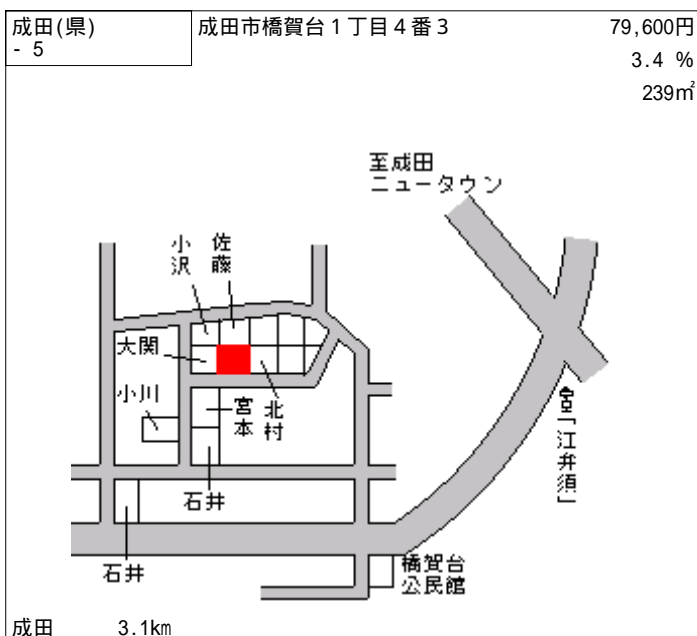 成田(県)
- 5
成田市橋賀台１丁目４番３
79,600円
3.4 %
239㎡
至成田
ニュータウン
小沢
佐藤
大関
小川
宮本
北村
石井
石井
「江弁須」
橋賀台
公民館
成田 3.1km